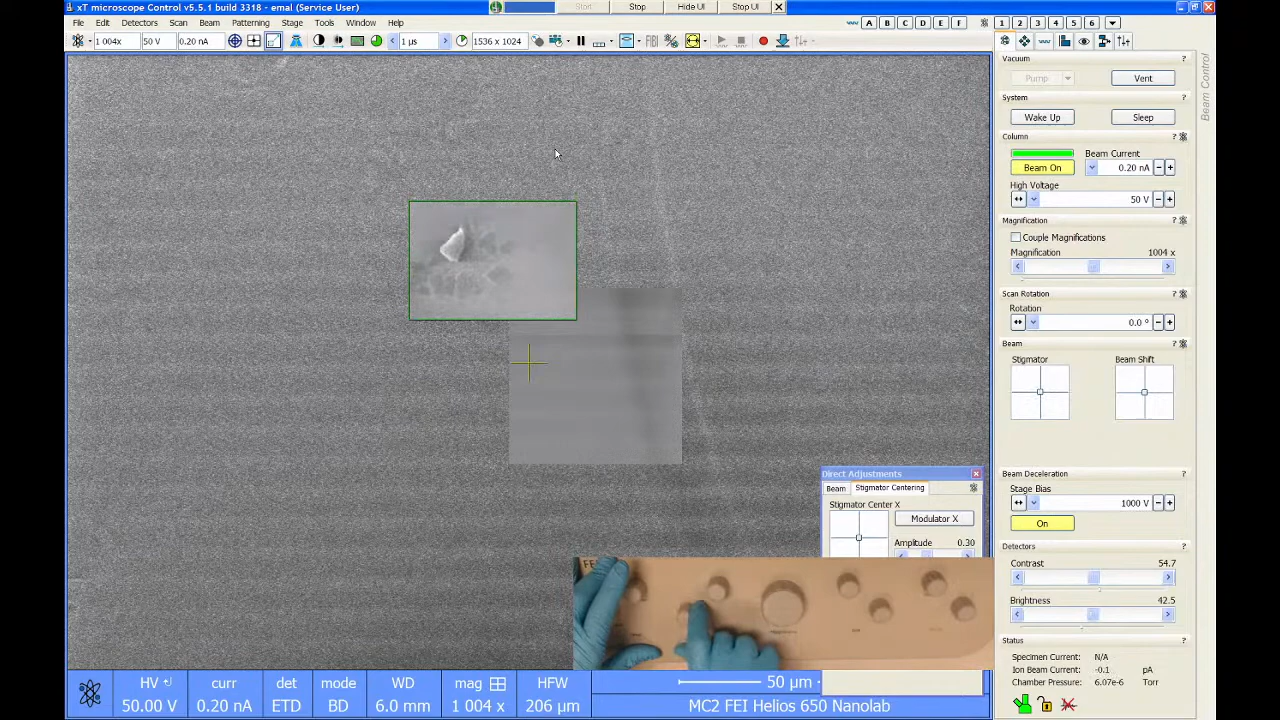 xT microscope Control v5.5.1 build 3318 - emal (Service User)
Start Stop Hide UI Stop UI
File Edit Detectors Scan Beam Patterning Stage Tools Window Help
A B C D E F 1 2 3 4 5 6
1 004x 50 V 0.20 nA 1 µs 1536 x 1024
Beam Control
Vacuum ?
Pump Vent
System ?
Wake Up Sleep
Column ?
Beam Current
Beam On 0.20 nA
High Voltage
50 V
Magnification ?
Couple Magnifications
Magnification 1004 x
Scan Rotation ?
Rotation 0.0 °
Beam ?
Stigmator Beam Shift
Beam Deceleration ?
Stage Bias
1000 V
On
Detectors ?
Contrast 54.7
Brightness 42.5
Status ?
Specimen Current: N/A
Ion Beam Current: -0.1 pA
Chamber Pressure: 6.07e-6 Torr
Direct Adjustments
Beam Stigmator Centering
Stigmator Center X
Modulator X
Amplitude 0.30
HV curr det mode WD mag HFW 50 µm
50.00 V 0.20 nA ETD BD 6.0 mm 1 004 x 206 µm MC2 FEI Helios 650 Nanolab